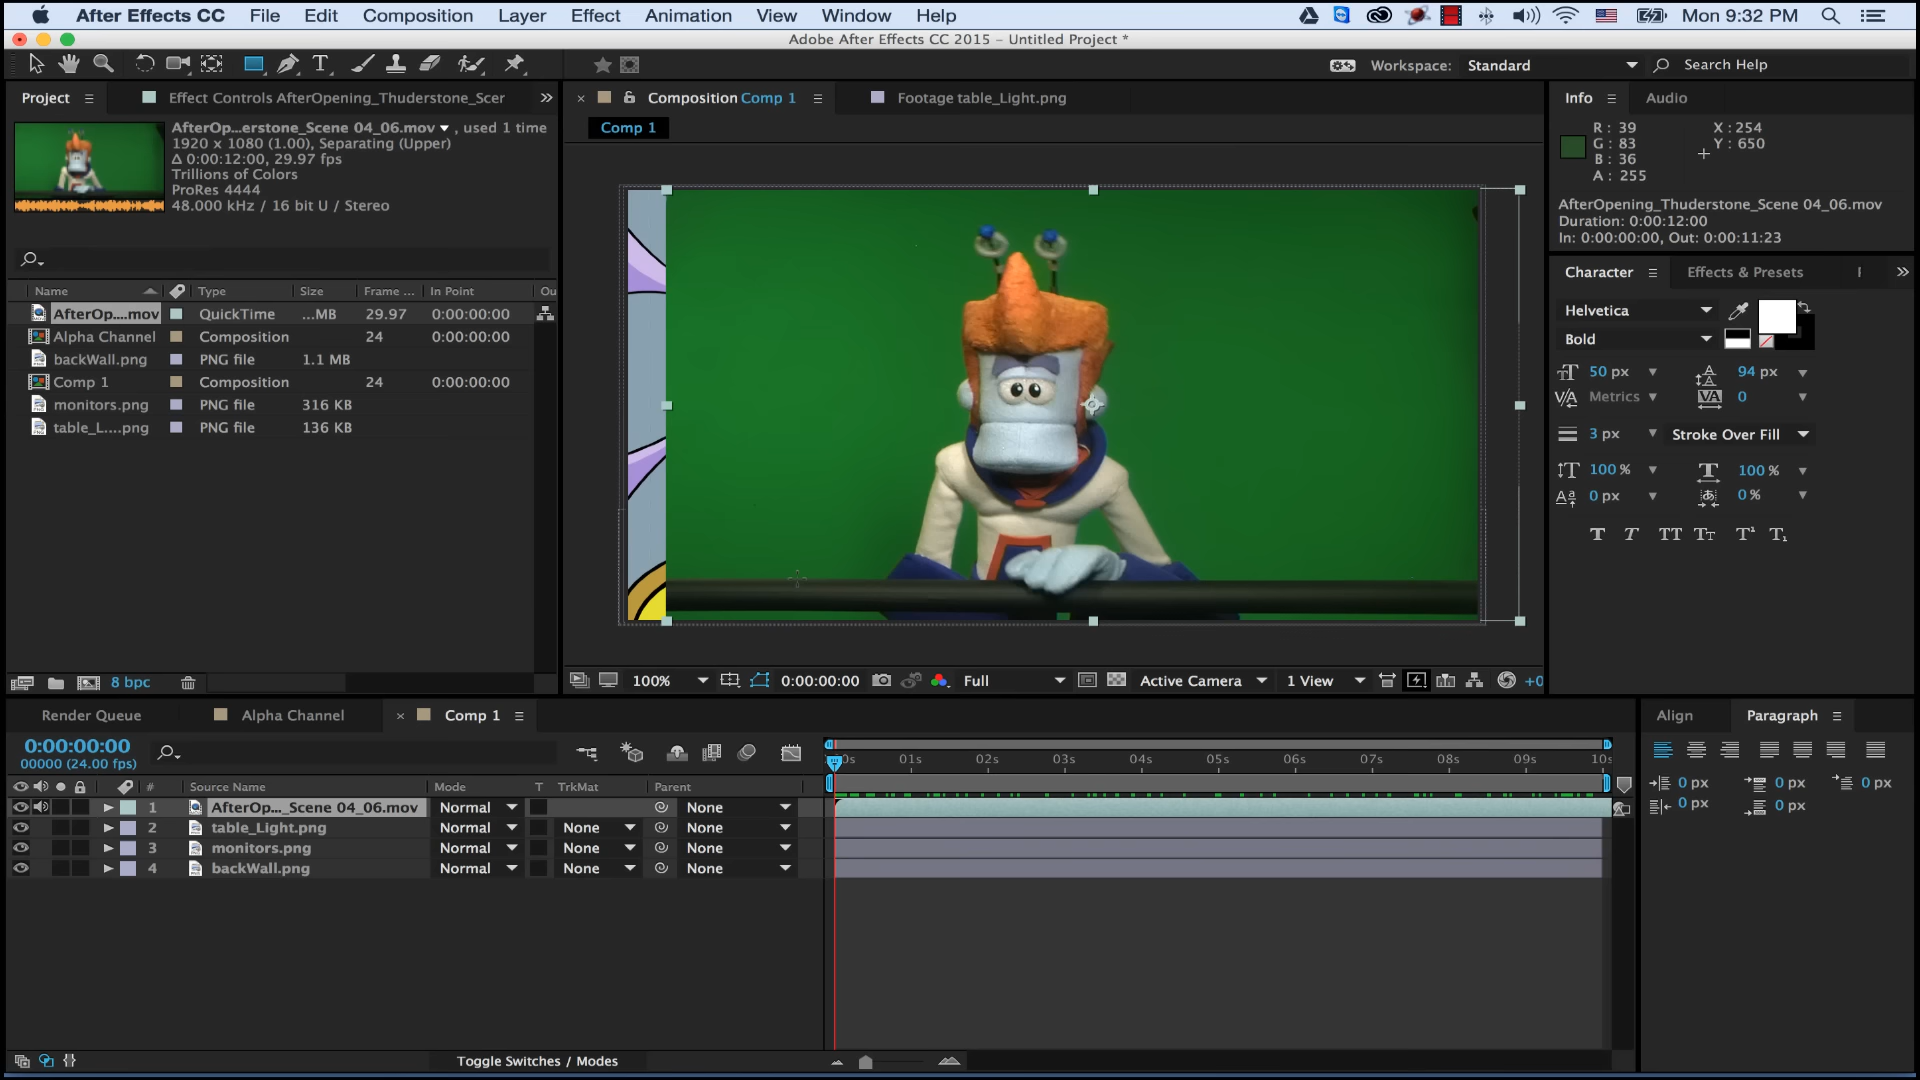 After Effects CC File Edit Composition Layer Effect Animation View Window Help Mon 9:32 PM
Adobe After Effects CC 2015 – Untitled Project *
Workspace: Standard Search Help
Project Effect Controls AfterOpening_Thuderstone_Scer
AfterOp...erstone_Scene 04_06.mov , used 1 time
1920 x 1080 (1.00), Separating (Upper)
Δ 0:00:12:00, 29.97 fps
Trillions of Colors
ProRes 4444
48.000 kHz / 16 bit U / Stereo
Name Type Size Frame ... In Point Ou
AfterOp....mov QuickTime ...MB 29.97 0:00:00:00
Alpha Channel Composition 24 0:00:00:00
backWall.png PNG file 1.1 MB
Comp 1 Composition 24 0:00:00:00
monitors.png PNG file 316 KB
table_L....png PNG file 136 KB
8 bpc
Composition Comp 1 Footage table_Light.png
Comp 1
100% 0:00:00:00 Full Active Camera 1 View +0
Info Audio
R : 39 X : 254
G : 83 Y : 650
B : 36
A : 255
AfterOpening_Thuderstone_Scene 04_06.mov
Duration: 0:00:12:00
In: 0:00:00:00, Out: 0:00:11:23
Character Effects & Presets
Helvetica
Bold
50 px 94 px
Metrics 0
3 px Stroke Over Fill
100 % 100 %
0 px 0 %
T T TT Tт T¹ T₁
Render Queue Alpha Channel Comp 1
0:00:00:00
00000 (24.00 fps)
0s 01s 02s 03s 04s 05s 06s 07s 08s 09s 10s
# Source Name Mode T TrkMat Parent
1 AfterOp..._Scene 04_06.mov Normal None
2 table_Light.png Normal None None
3 monitors.png Normal None None
4 backWall.png Normal None None
Toggle Switches / Modes
Align Paragraph
0 px 0 px 0 px
0 px 0 px